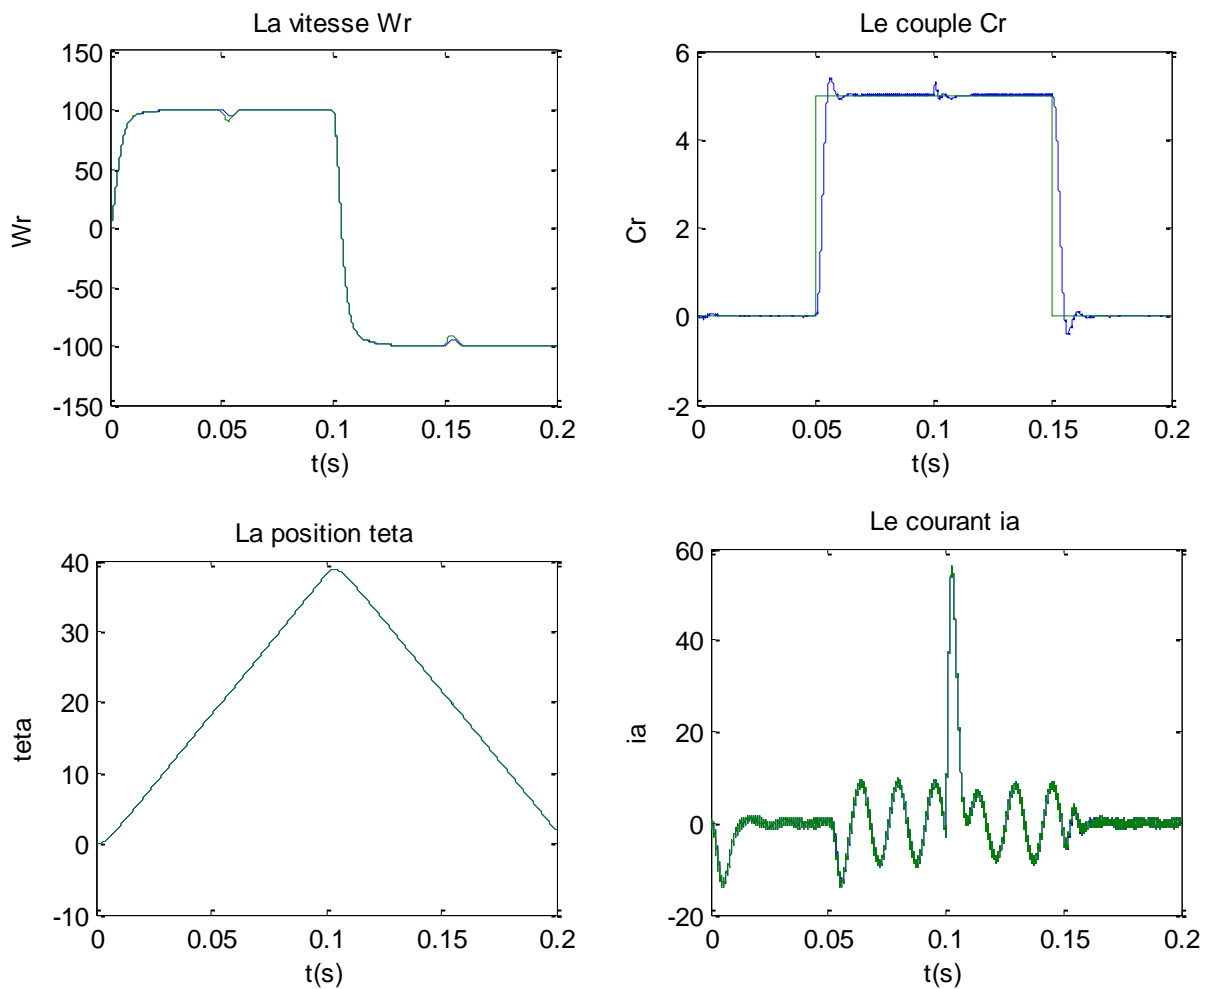 La vitesse Wr
150
100
50
0
-50
-100
-150
Wr
0 0.05 0.1 0.15 0.2
t(s)
Le couple Cr
6
4
2
0
-2
Cr
0 0.05 0.1 0.15 0.2
t(s)
La position teta
40
30
20
10
0
-10
teta
0 0.05 0.1 0.15 0.2
t(s)
Le courant ia
60
40
20
0
-20
ia
0 0.05 0.1 0.15 0.2
t(s)